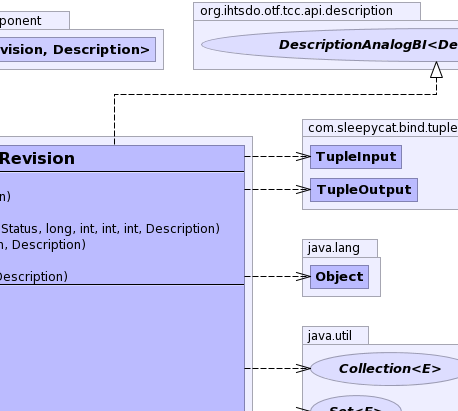 ponent
vision, Description>
org.ihtsdo.otf.tcc.api.description
DescriptionAnalogBI<De
Revision
n)
Status, long, int, int, int, Description)
n, Description)
Description)
com.sleepycat.bind.tuple
TupleInput
TupleOutput
java.lang
Object
java.util
Collection<E>
Set<E>